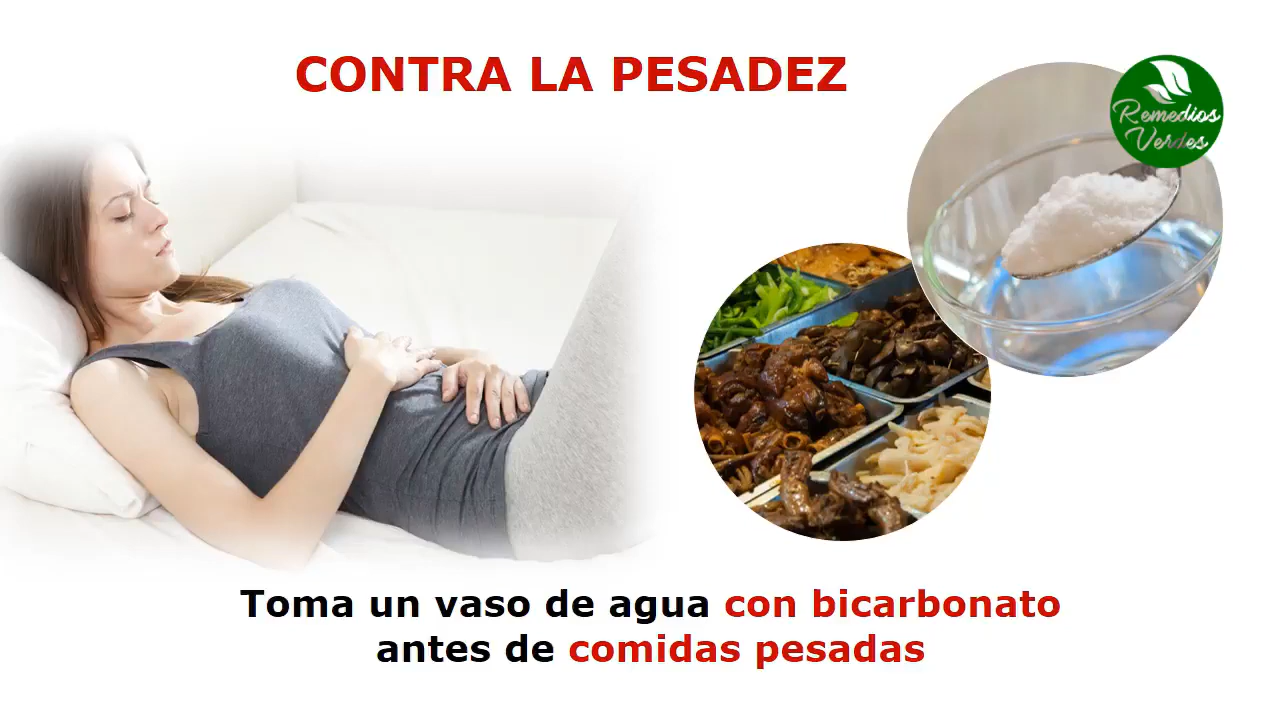 CONTRA LA PESADEZ
Remedios
Verdes
Toma un vaso de agua con bicarbonato
antes de comidas pesadas